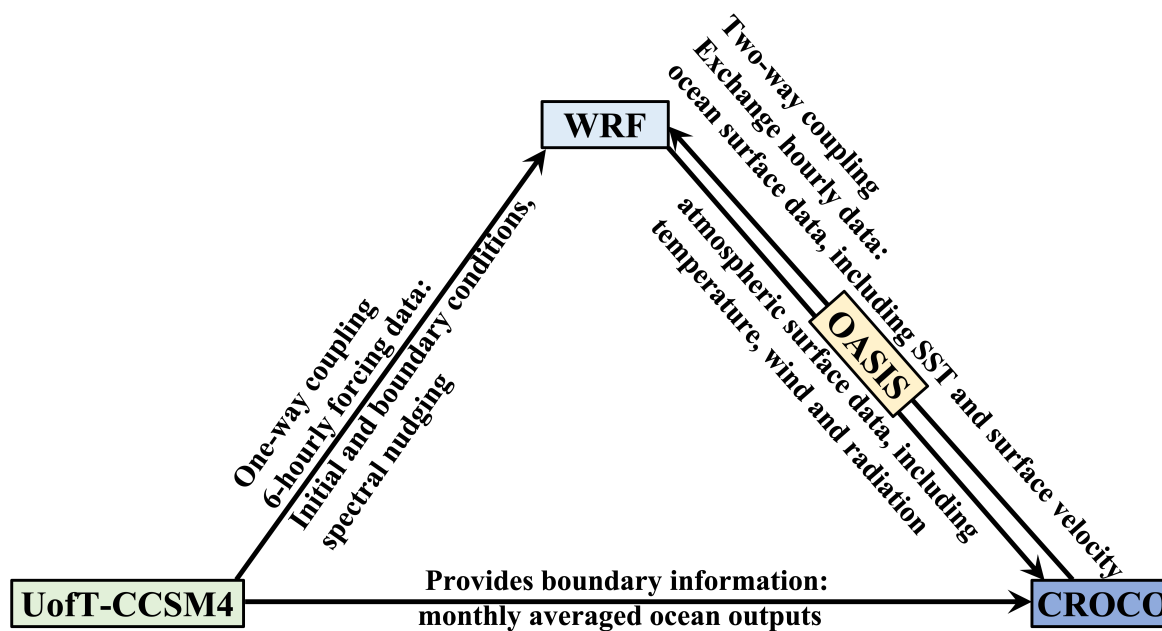 Two-way coupling
Exchange hourly data:
ocean surface data, including SST and surface velocity
WRF
atmospheric surface data, including
temperature, wind and radiation
OASIS
One-way coupling
6-hourly forcing data:
Initial and boundary conditions,
spectral nudging
UofT-CCSM4
Provides boundary information:
monthly averaged ocean outputs
CROCO